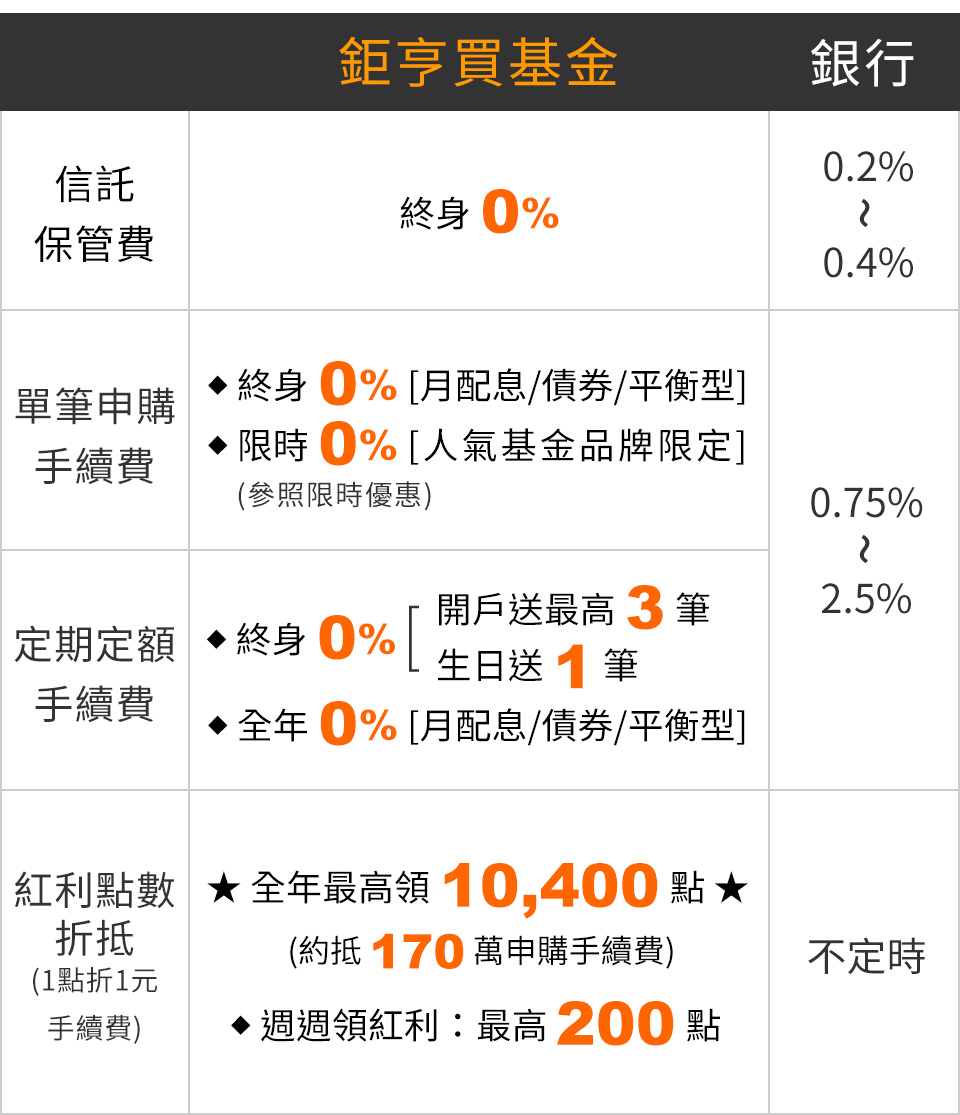 鉅亨買基金 銀行
信託
保管費
終身 0%
0.2%
~
0.4%
單筆申購
手續費
◆ 終身 0% [月配息/債券/平衡型]
◆ 限時 0% [人氣基金品牌限定]
(參照限時優惠)
0.75%
~
2.5%
定期定額
手續費
◆ 終身 0%
開戶送最高 3 筆
生日送 1 筆
◆ 全年 0% [月配息/債券/平衡型]
紅利點數
折抵
(1點折1元
手續費)
★ 全年最高領 10,400 點 ★
(約抵 170 萬申購手續費)
◆ 週週領紅利：最高 200 點
不定時